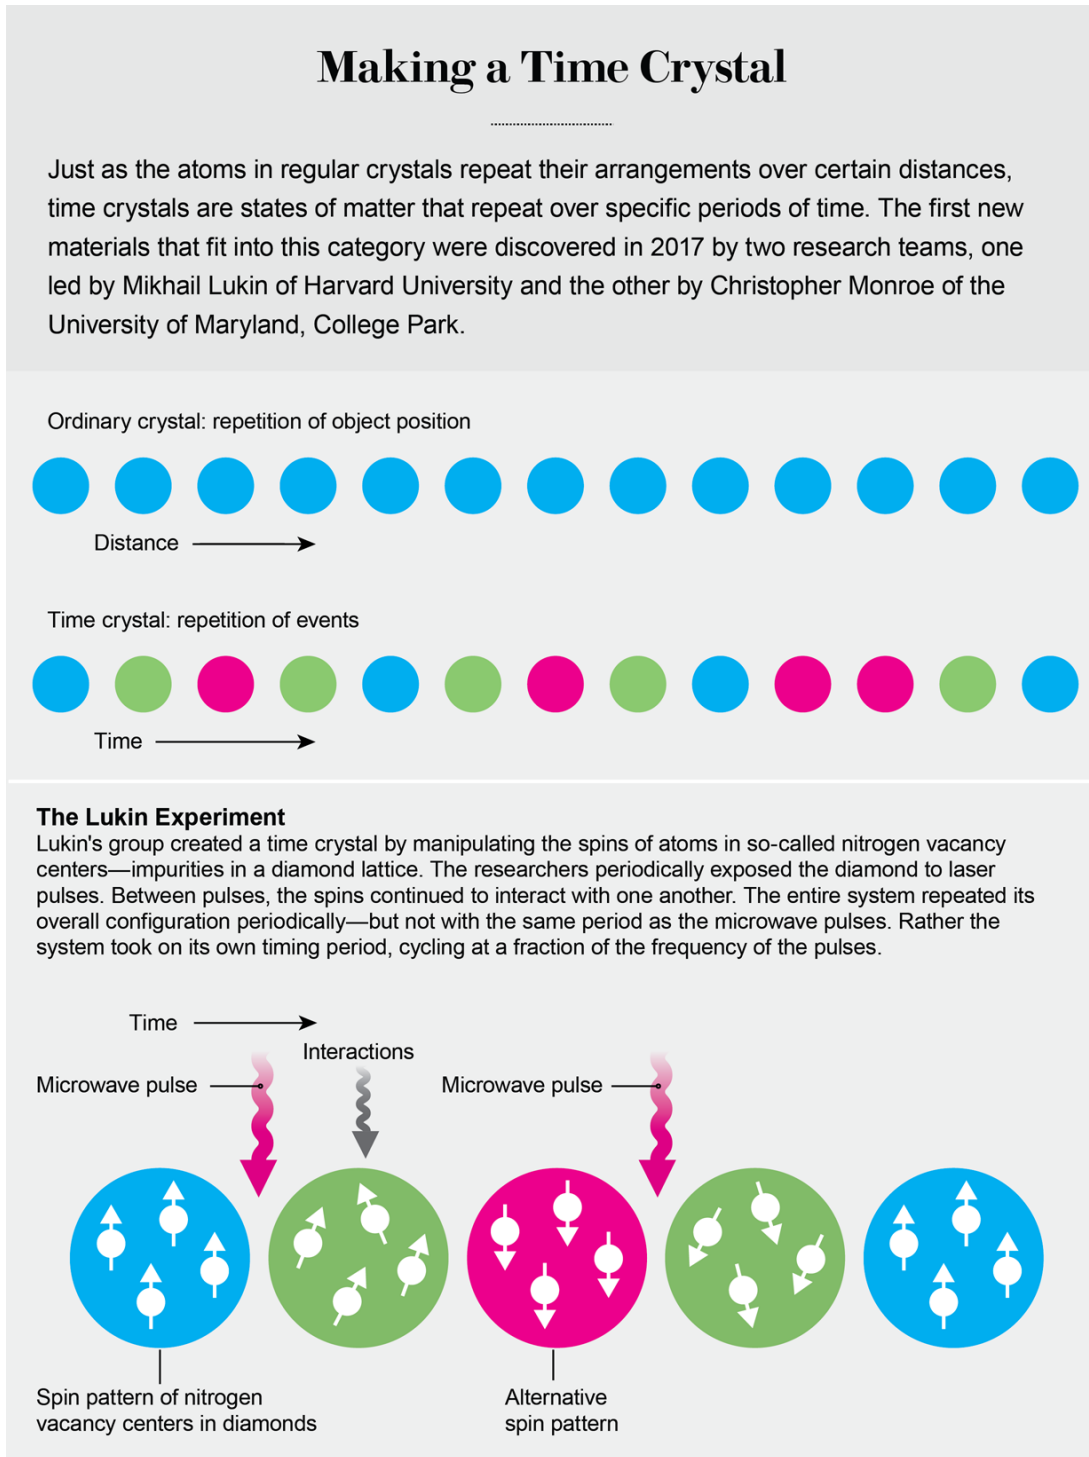 Making a Time Crystal
Just as the atoms in regular crystals repeat their arrangements over certain distances,
time crystals are states of matter that repeat over specific periods of time. The first new
materials that fit into this category were discovered in 2017 by two research teams, one
led by Mikhail Lukin of Harvard University and the other by Christopher Monroe of the
University of Maryland, College Park.
Ordinary crystal: repetition of object position
Distance
Time crystal: repetition of events
Time
The Lukin Experiment
Lukin's group created a time crystal by manipulating the spins of atoms in so-called nitrogen vacancy
centers—impurities in a diamond lattice. The researchers periodically exposed the diamond to laser
pulses. Between pulses, the spins continued to interact with one another. The entire system repeated its
overall configuration periodically—but not with the same period as the microwave pulses. Rather the
system took on its own timing period, cycling at a fraction of the frequency of the pulses.
Time
Interactions
Microwave pulse
Microwave pulse
Spin pattern of nitrogen
vacancy centers in diamonds
Alternative
spin pattern